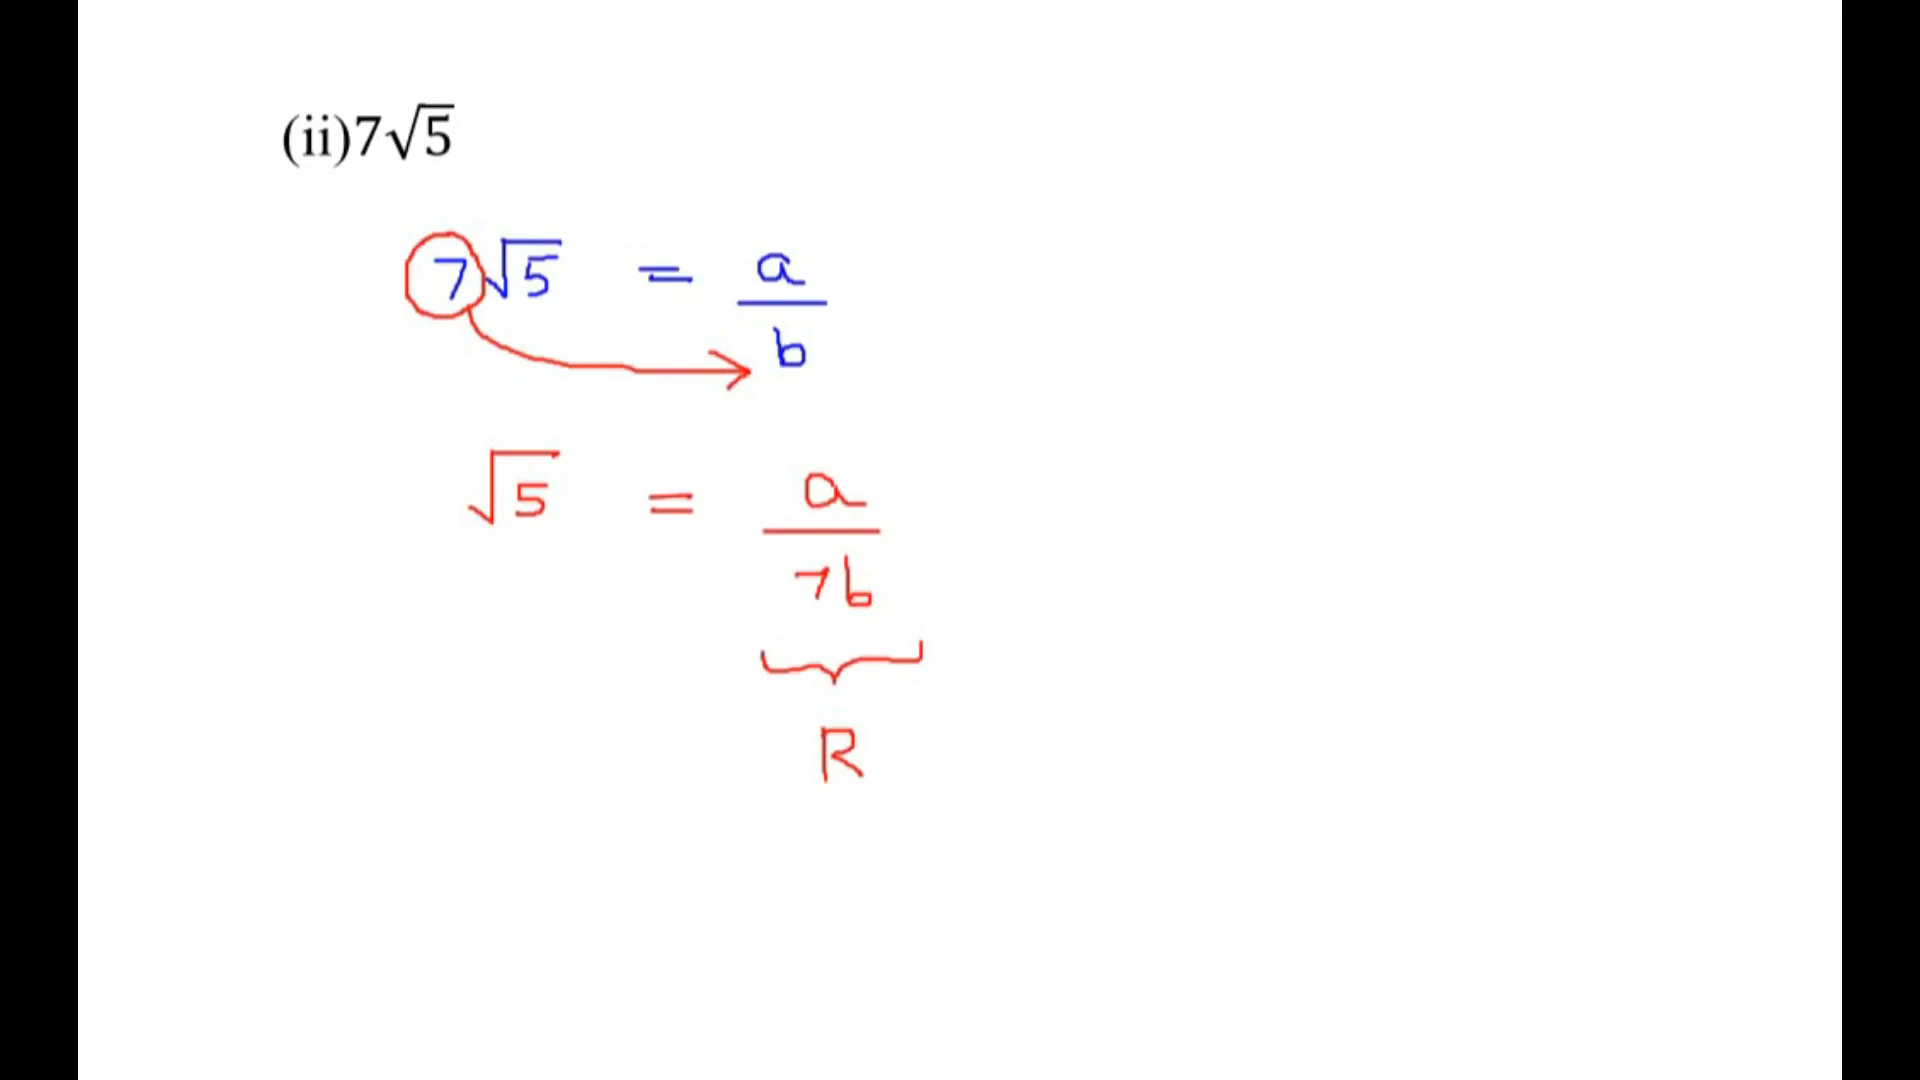 (ii)7√5
7√5 = a/b
√5 = a/7b
R